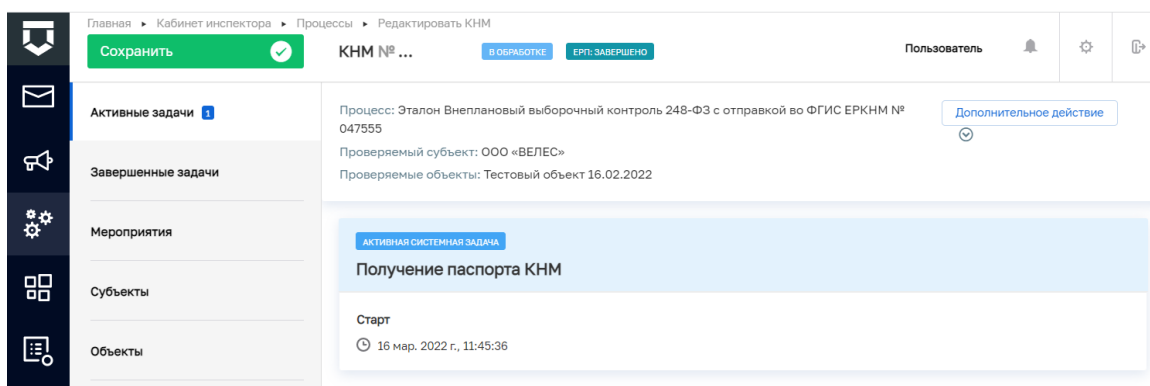 Главная ▸ Кабинет инспектора ▸ Процессы ▸ Редактировать КНМ
Сохранить
КНМ № ...
В ОБРАБОТКЕ
ЕРП: ЗАВЕРШЕНО
Пользователь
Активные задачи 1
Завершенные задачи
Мероприятия
Субъекты
Объекты
Процесс: Эталон Внеплановый выборочный контроль 248-ФЗ с отправкой во ФГИС ЕРКНМ №
047555
Дополнительное действие
Проверяемый субъект: ООО «ВЕЛЕС»
Проверяемые объекты: Тестовый объект 16.02.2022
АКТИВНАЯ СИСТЕМНАЯ ЗАДАЧА
Получение паспорта КНМ
Старт
16 мар. 2022 г., 11:45:36